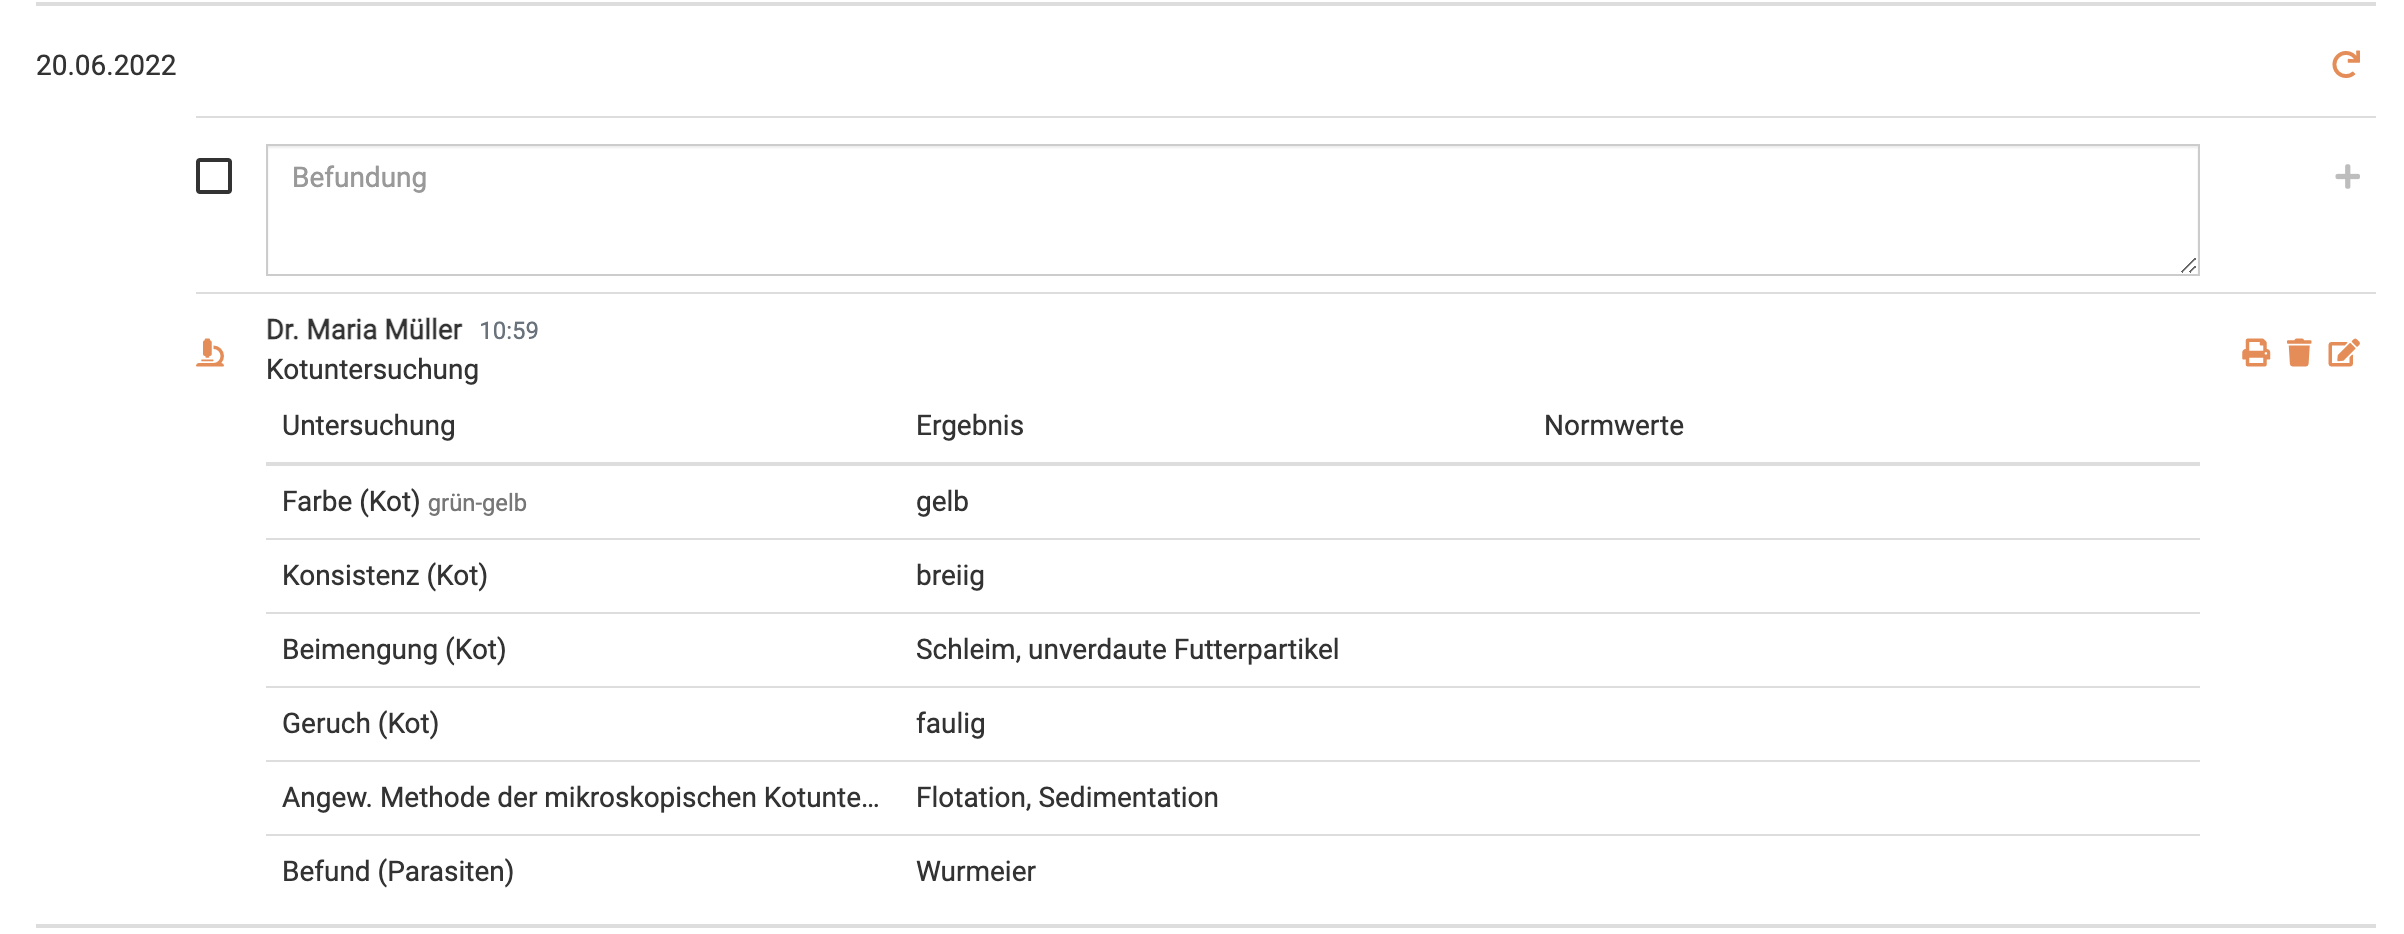 20.06.2022
Befundung
Dr. Maria Müller 10:59
Kotuntersuchung
Untersuchung Ergebnis Normwerte
Farbe (Kot) grün-gelb gelb
Konsistenz (Kot) breiig
Beimengung (Kot) Schleim, unverdaute Futterpartikel
Geruch (Kot) faulig
Angew. Methode der mikroskopischen Kotunte... Flotation, Sedimentation
Befund (Parasiten) Wurmeier